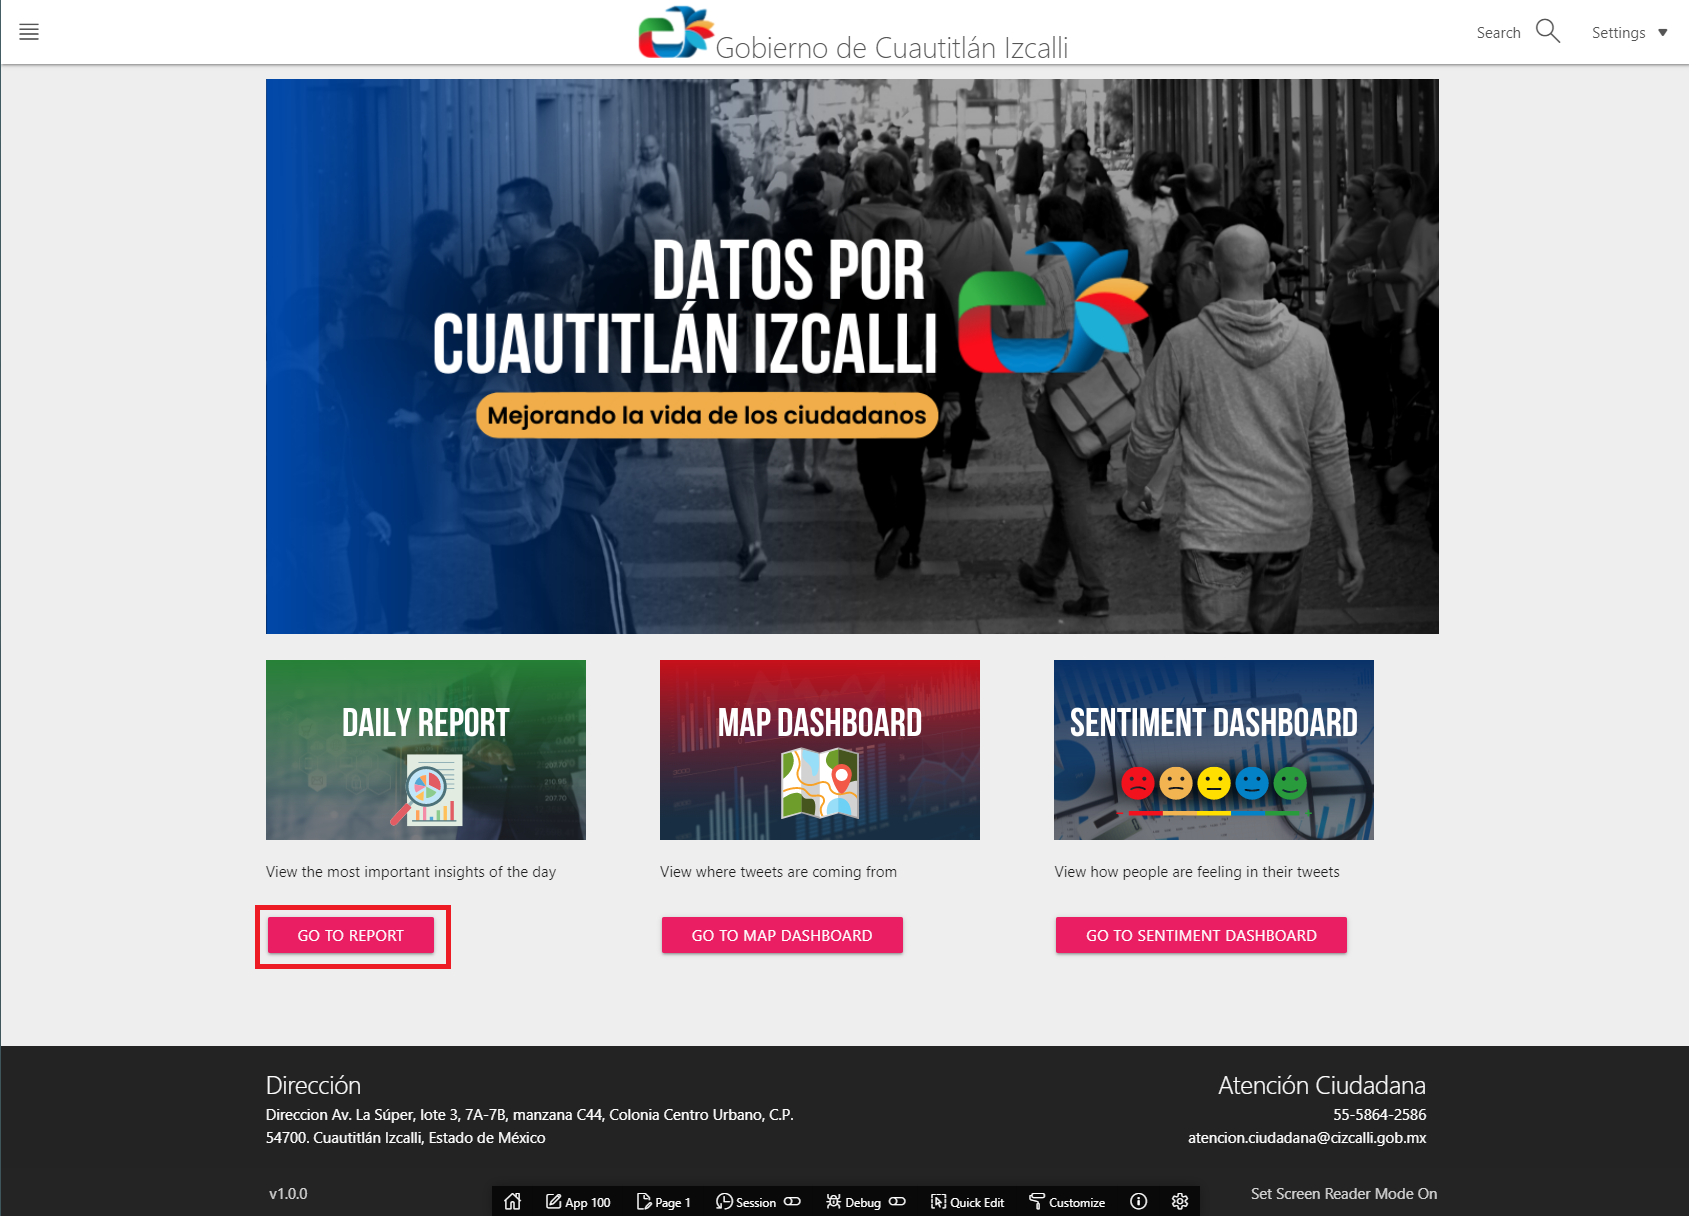 Gobierno de Cuautitlán Izcalli
Search
Settings
DATOS POR
CUAUTITLÁN IZCALLI
Mejorando la vida de los ciudadanos
DAILY REPORT
MAP DASHBOARD
SENTIMENT DASHBOARD
View the most important insights of the day
View where tweets are coming from
View how people are feeling in their tweets
GO TO REPORT
GO TO MAP DASHBOARD
GO TO SENTIMENT DASHBOARD
Dirección
Direccion Av. La Súper, lote 3, 7A-7B, manzana C44, Colonia Centro Urbano, C.P.
54700. Cuautitlán Izcalli, Estado de México
Atención Ciudadana
55-5864-2586
atencion.ciudadana@cizcalli.gob.mx
v1.0.0
App 100
Page 1
Session
Debug
Quick Edit
Customize
Set Screen Reader Mode On